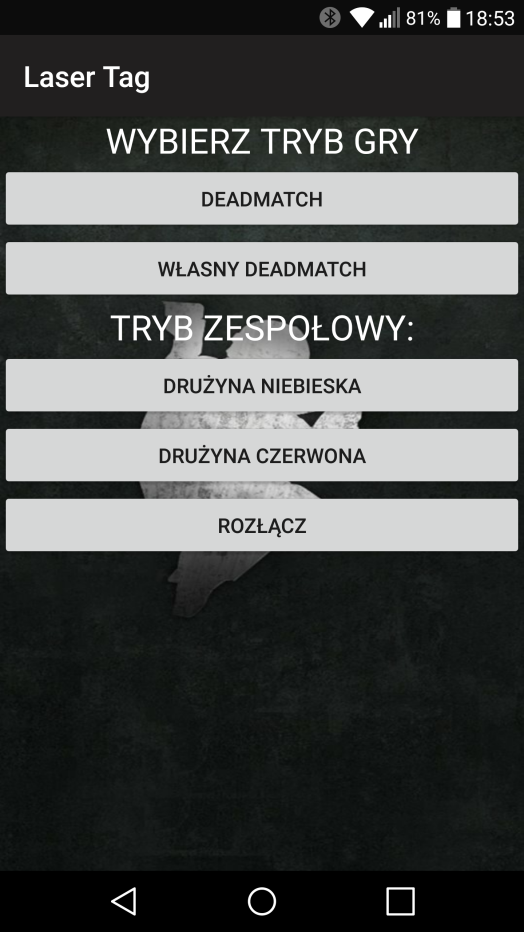 81% 18:53
Laser Tag
WYBIERZ TRYB GRY
DEADMATCH
WŁASNY DEADMATCH
TRYB ZESPOŁOWY:
DRUŻYNA NIEBIESKA
DRUŻYNA CZERWONA
ROZŁĄCZ